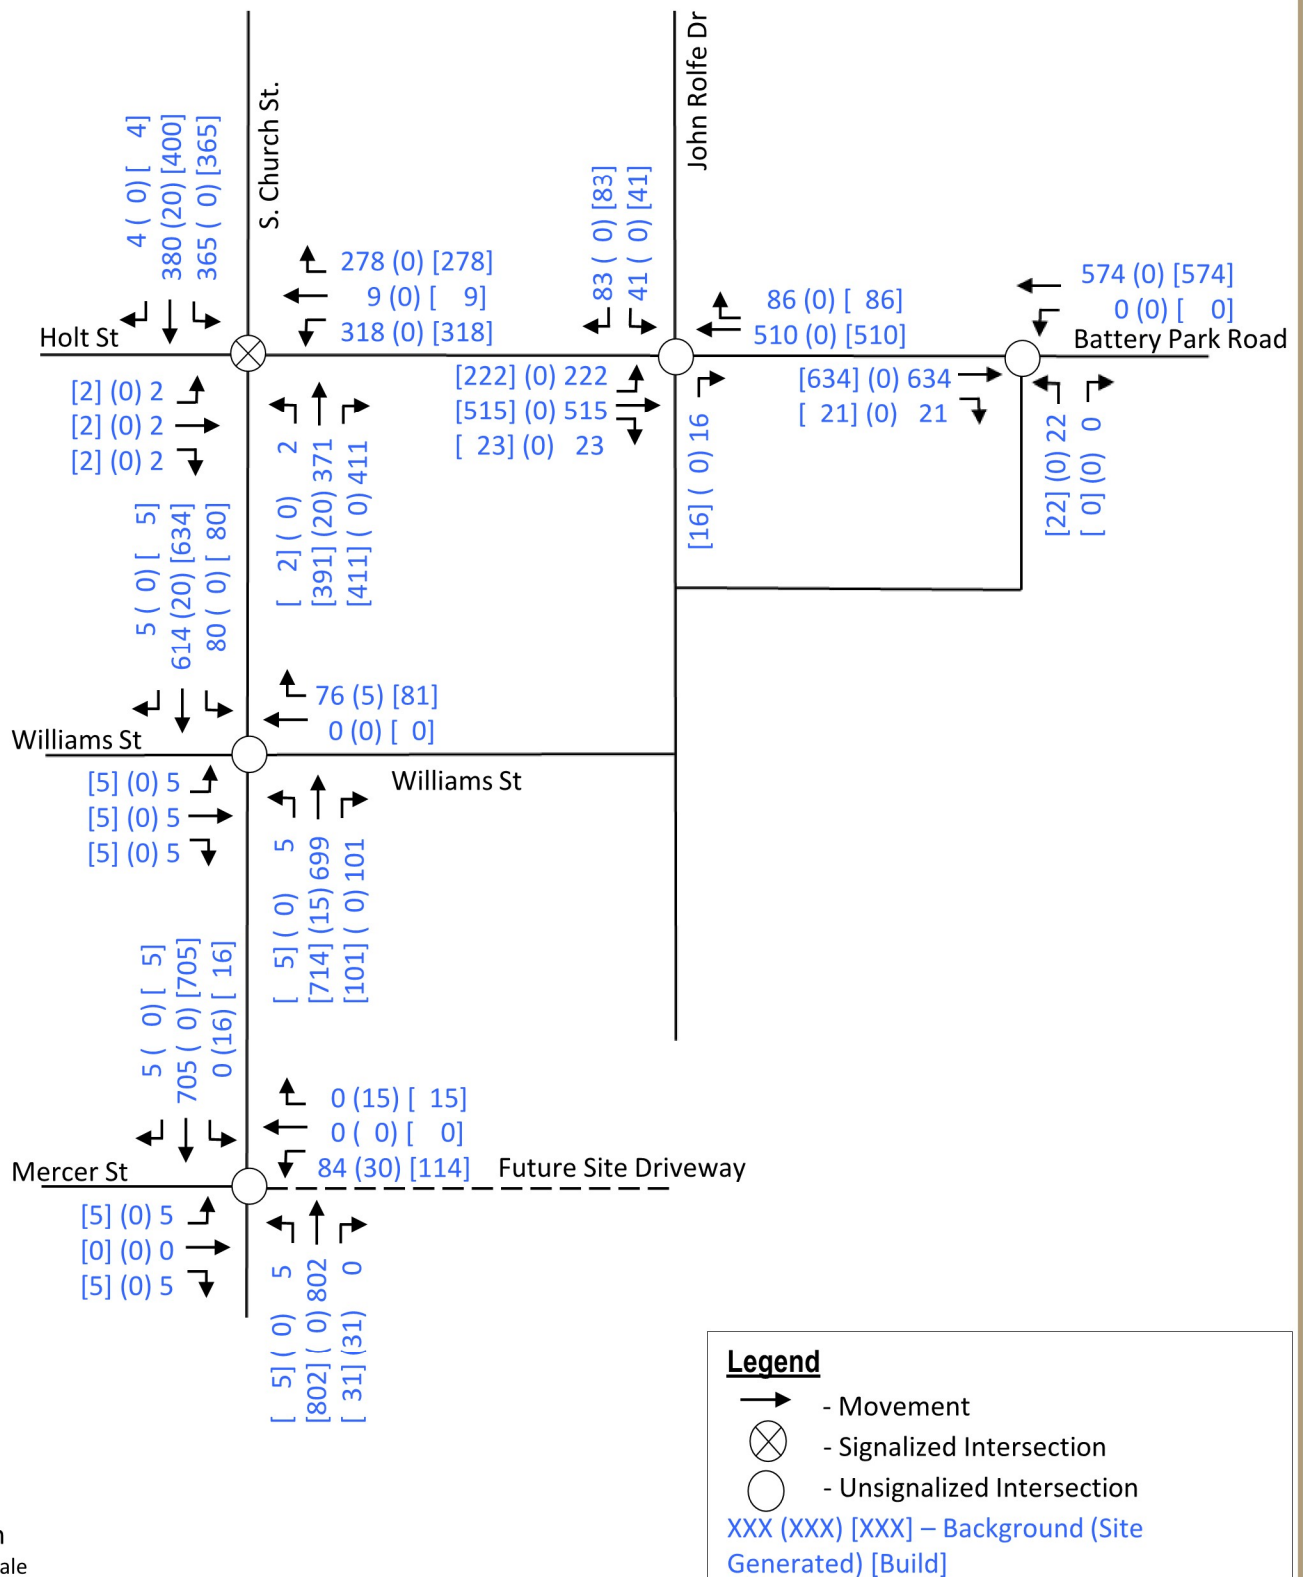 S. Church St.
John Rolfe Dr
4 ( 0) [ 4]
380 (20) [400]
365 ( 0) [365]
83 ( 0) [83]
41 ( 0) [41]
278 (0) [278]
9 (0) [ 9]
318 (0) [318]
86 (0) [ 86]
510 (0) [510]
574 (0) [574]
0 (0) [ 0]
Holt St
Battery Park Road
[2] (0) 2
[2] (0) 2
[2] (0) 2
[ 2] ( 0) 2
[391] (20) 371
[411] ( 0) 411
[222] (0) 222
[515] (0) 515
[ 23] (0) 23
[16] ( 0) 16
[634] (0) 634
[ 21] (0) 21
[22] (0) 22
[ 0] (0) 0
5 ( 0) [ 5]
614 (20) [634]
80 ( 0) [ 80]
76 (5) [81]
0 (0) [ 0]
Williams St
Williams St
[5] (0) 5
[5] (0) 5
[5] (0) 5
[ 5] ( 0) 5
[714] (15) 699
[101] ( 0) 101
5 ( 0) [ 5]
705 ( 0) [705]
0 (16) [ 16]
0 (15) [ 15]
0 ( 0) [ 0]
84 (30) [114]
Mercer St
Future Site Driveway
[5] (0) 5
[0] (0) 0
[5] (0) 5
[ 5] ( 0) 5
[802] ( 0) 802
[ 31] (31) 0
Legend
- Movement
- Signalized Intersection
- Unsignalized Intersection
XXX (XXX) [XXX] – Background (Site
Generated) [Build]
ale